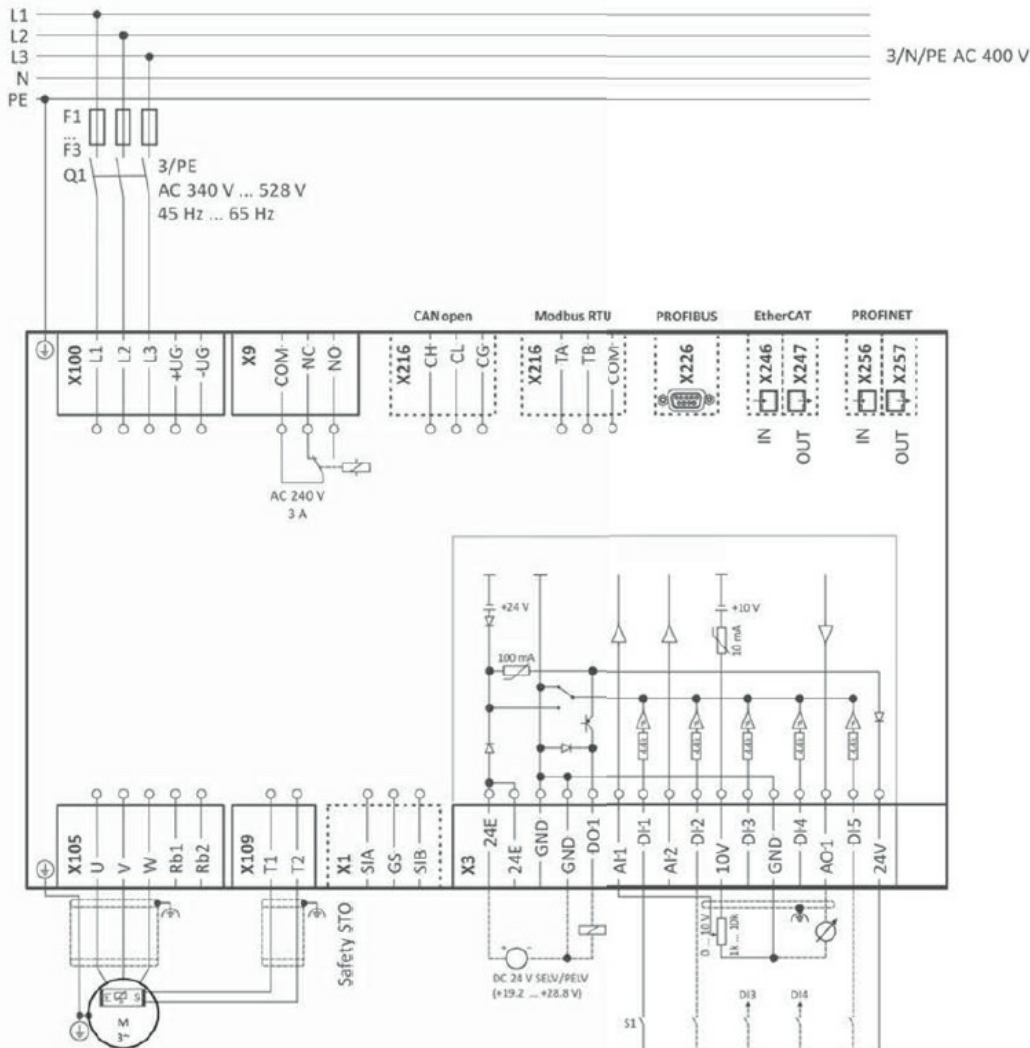 L1
L2
L3
N
PE
3/N/PE AC 400 V
F1
...
F3
Q1
3/PE
AC 340 V ... 528 V
45 Hz ... 65 Hz
CAN open
Modbus RTU
PROFIBUS
EtherCAT
PROFINET
X100
L1
L2
L3
+UG
-UG
X9
COM
NC
NO
X216
CH
CL
CG
X216
TA
TB
COM
X226
X246
X247
X256
X257
IN
OUT
IN
OUT
AC 240 V
3 A
+24 V
+10 V
100 mA
10 mA
X105
U
V
W
Rb1
Rb2
X109
T1
T2
X1
SIA
GS
SIB
X3
24E
24E
GND
GND
DO1
AI1
DI1
AI2
DI2
10V
DI3
GND
DI4
AO1
DI5
24V
Safety STO
0 ... 10 V
1k ... 10k
DC 24 V SELV/PELV
(+19.2 ... +28.8 V)
M
3~
S1
DI3
DI4